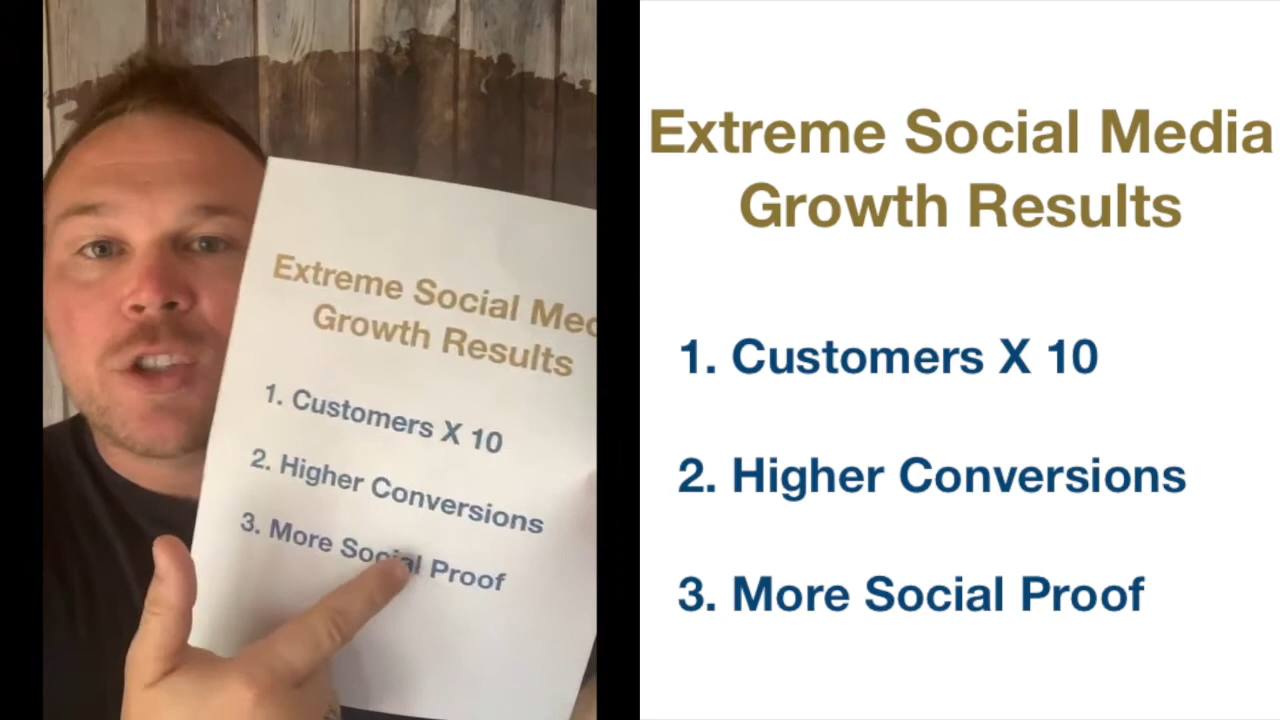 Extreme Social Med
Growth Results
1. Customers X 10
2. Higher Conversions
3. More Social Proof
Extreme Social Media
Growth Results
1. Customers X 10
2. Higher Conversions
3. More Social Proof